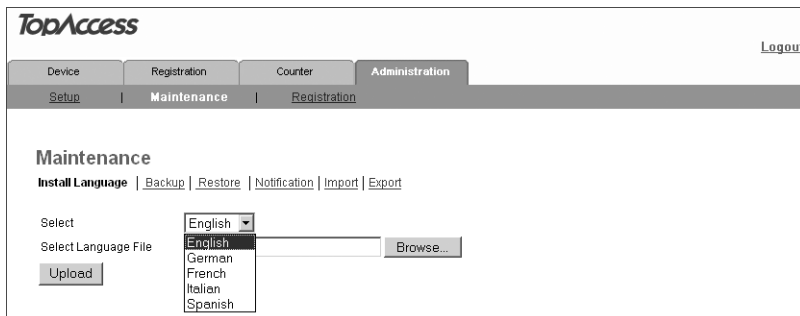 TopAccess
Logout
Device Registration Counter Administration
Setup | Maintenance | Registration
Maintenance
Install Language | Backup | Restore | Notification | Import | Export
Select English
Select Language File Browse...
English
German
French
Italian
Spanish
Upload